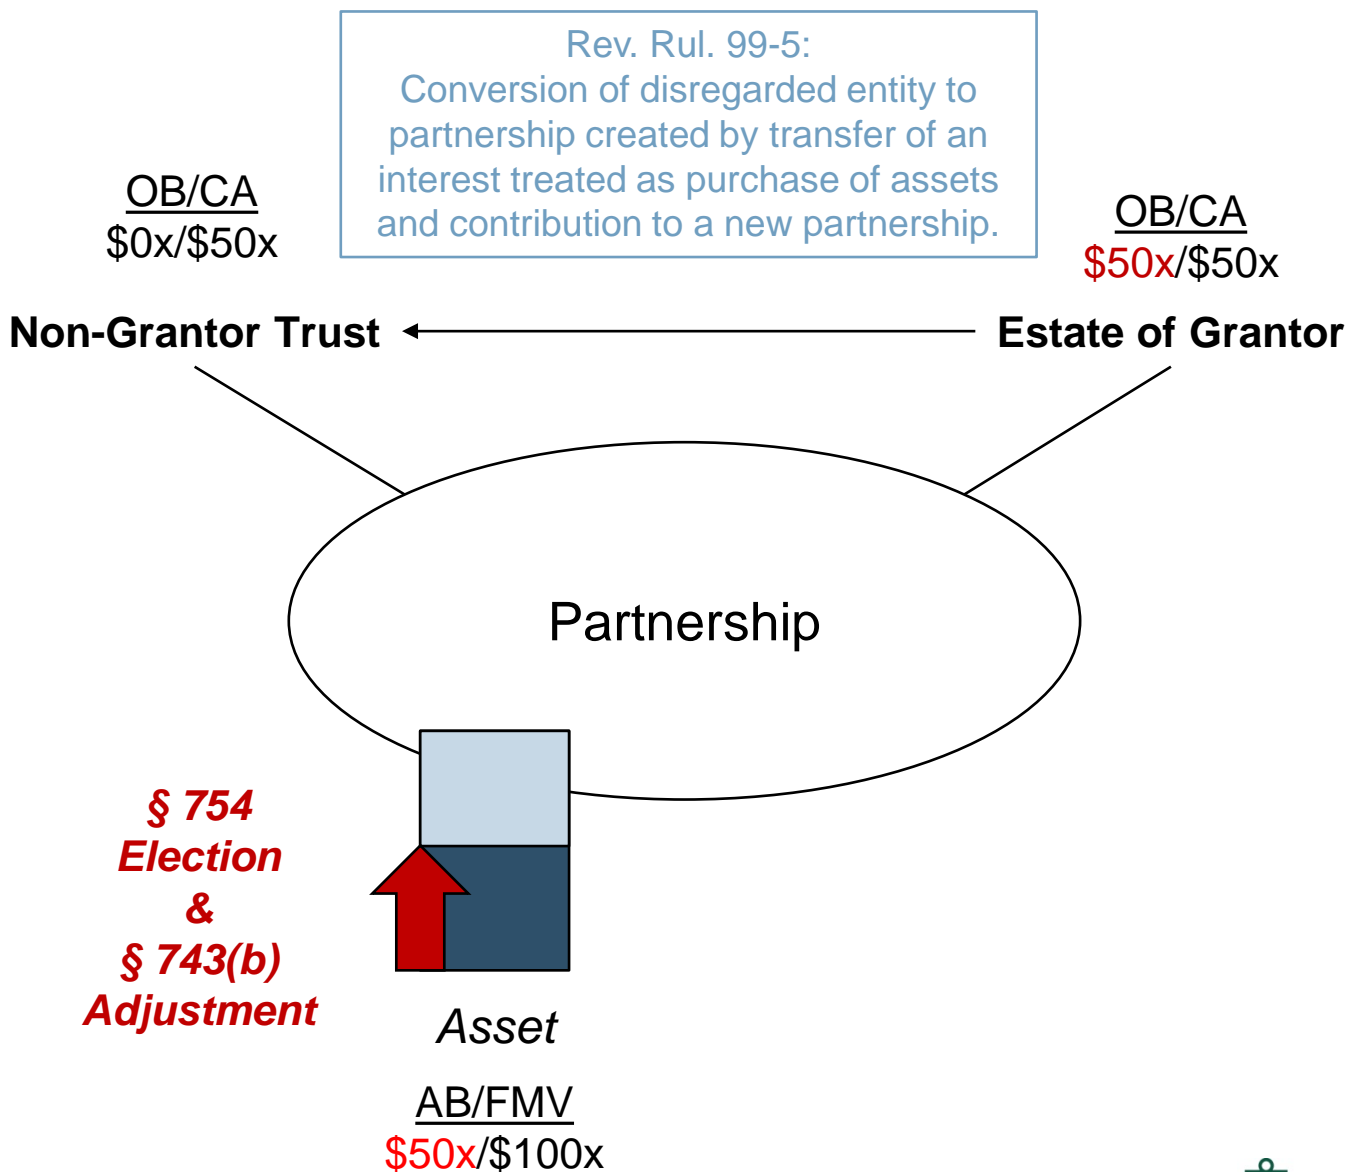 Rev. Rul. 99-5:
Conversion of disregarded entity to
partnership created by transfer of an
interest treated as purchase of assets
and contribution to a new partnership.
OB/CA
$0x/$50x
OB/CA
$50x/$50x
Non-Grantor Trust
Estate of Grantor
Partnership
§ 754
Election
&
§ 743(b)
Adjustment
Asset
AB/FMV
$50x/$100x